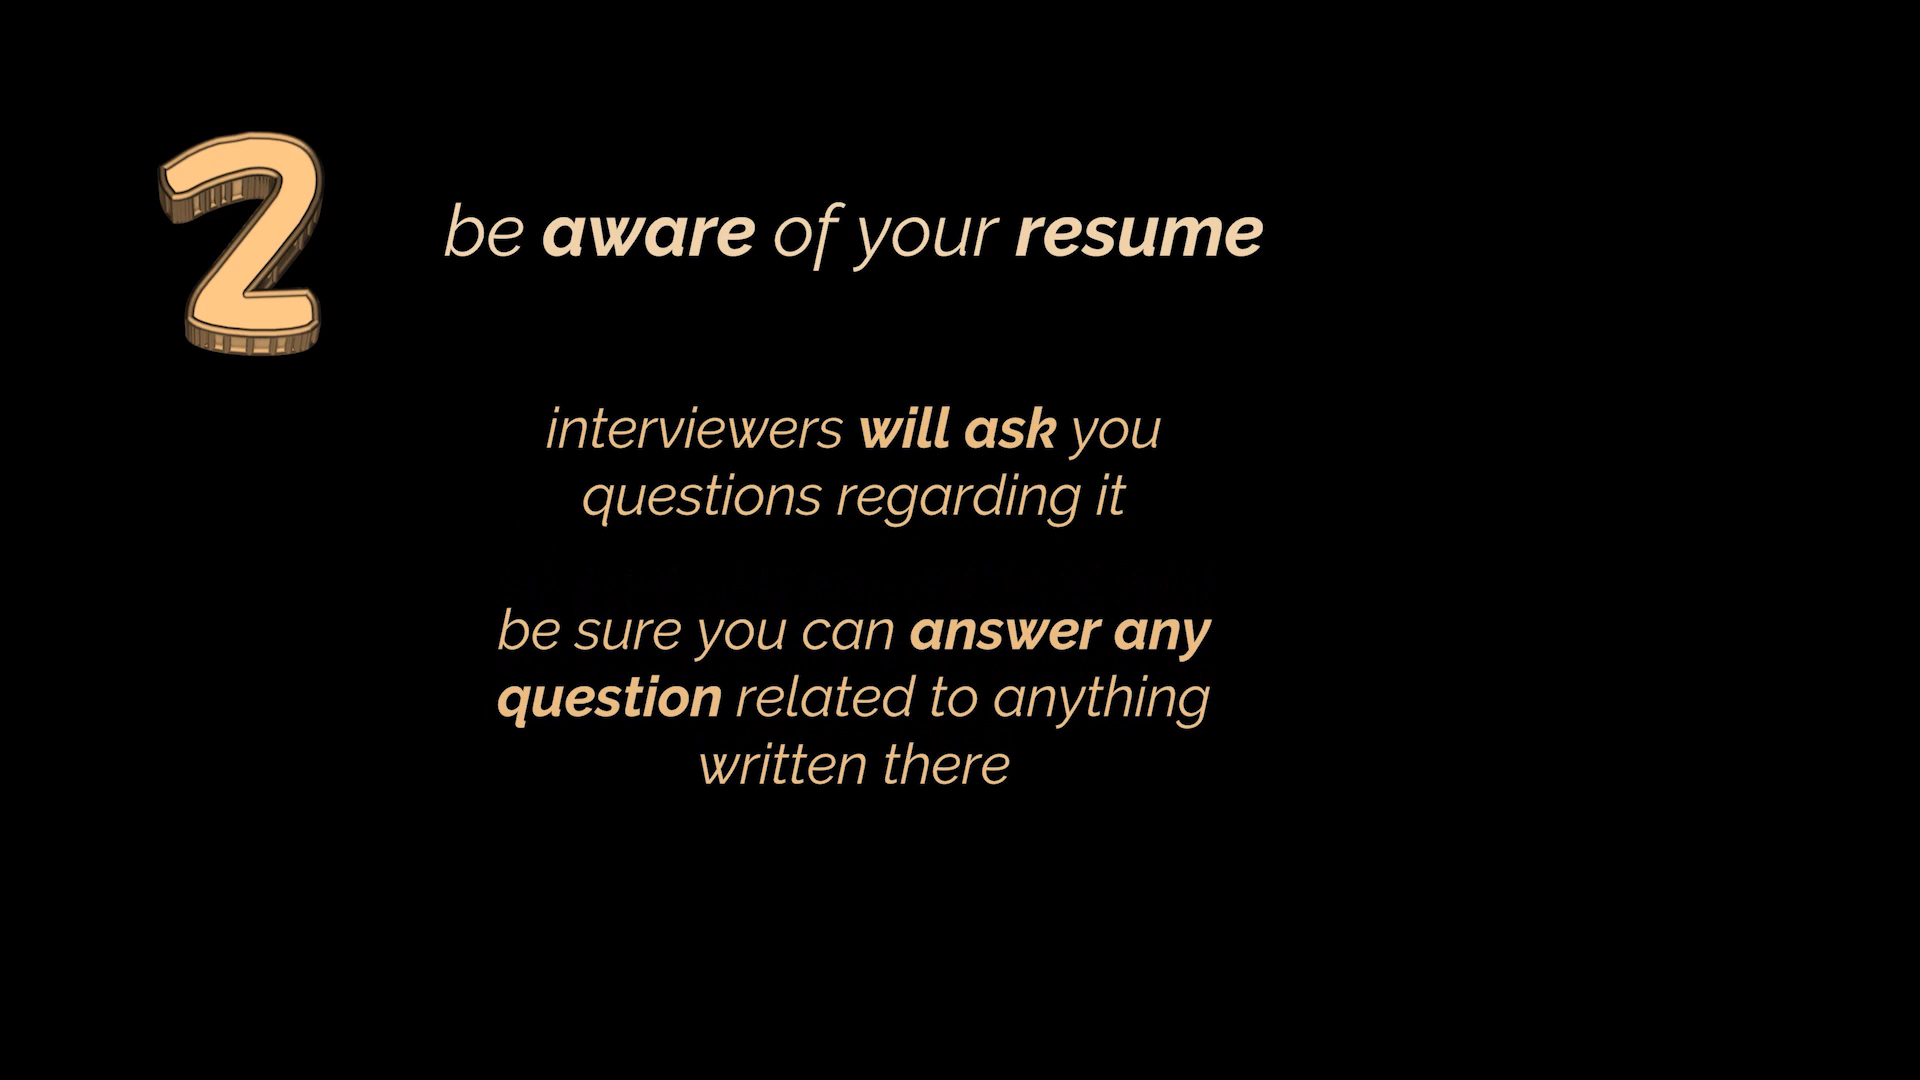 2
be aware of your resume
interviewers will ask you
questions regarding it
be sure you can answer any
question related to anything
written there